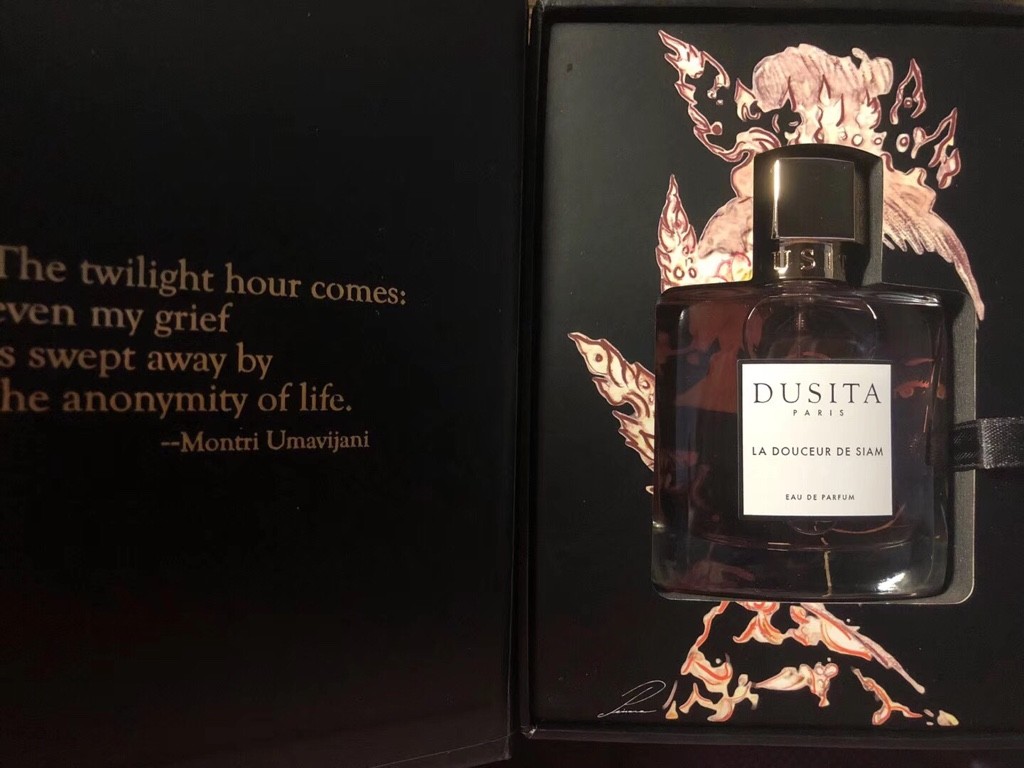 The twilight hour comes:
even my grief
s swept away by
he anonymity of life.
--Montri Umavijani
USI
DUSITA
PARIS
LA DOUCEUR DE SIAM
EAU DE PARFUM